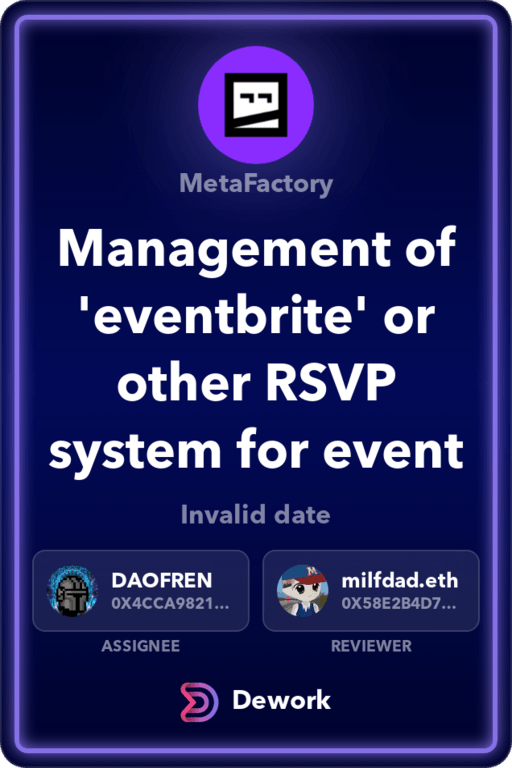 MetaFactory
Management of
'eventbrite' or
other RSVP
system for event
Invalid date
DAOFREN
0X4CCA9821...
ASSIGNEE
milfdad.eth
0X58E2B4D7...
REVIEWER
Dework